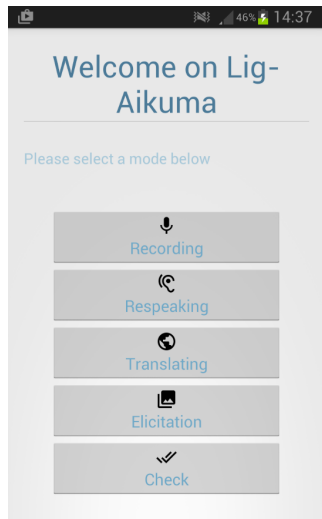 46% 14:37
Welcome on Lig-
Aikuma
Please select a mode below
Recording
Respeaking
Translating
Elicitation
Check